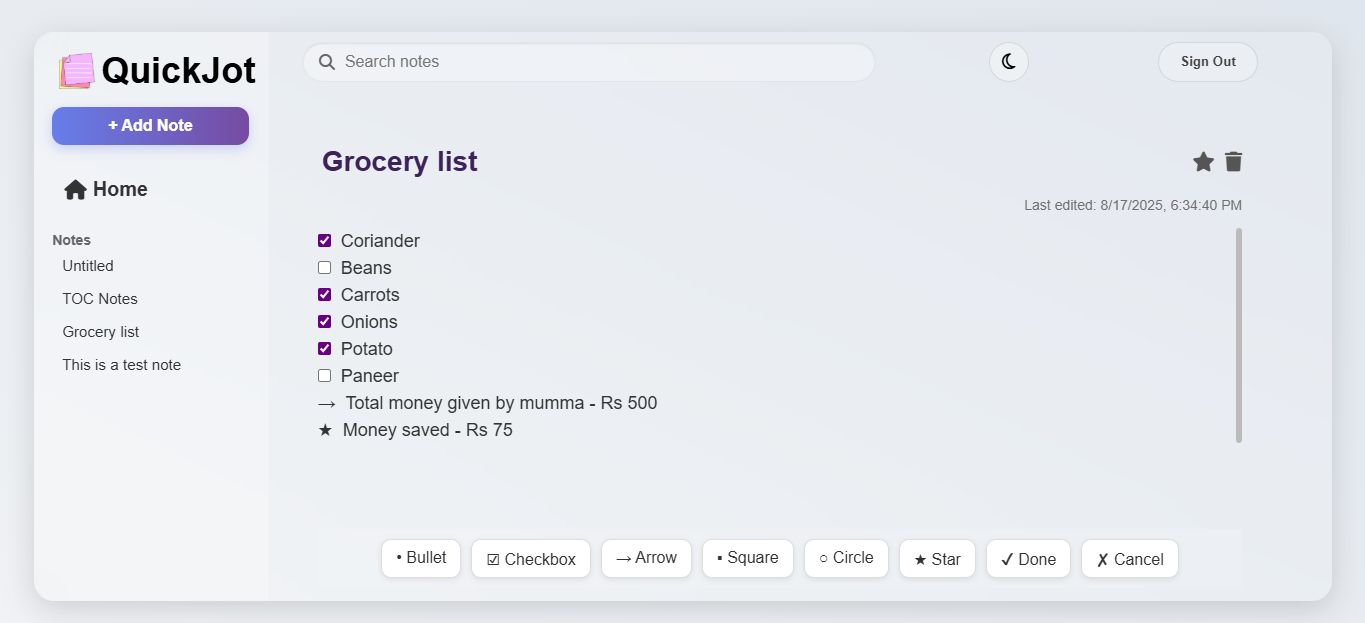 QuickJot
Search notes
Sign Out
+ Add Note
Home
Notes
Untitled
TOC Notes
Grocery list
This is a test note
Grocery list
Last edited: 8/17/2025, 6:34:40 PM
☑ Coriander
☐ Beans
☑ Carrots
☑ Onions
☑ Potato
☐ Paneer
→ Total money given by mumma - Rs 500
★ Money saved - Rs 75
• Bullet
☑ Checkbox
→ Arrow
▪ Square
○ Circle
★ Star
✓ Done
✗ Cancel